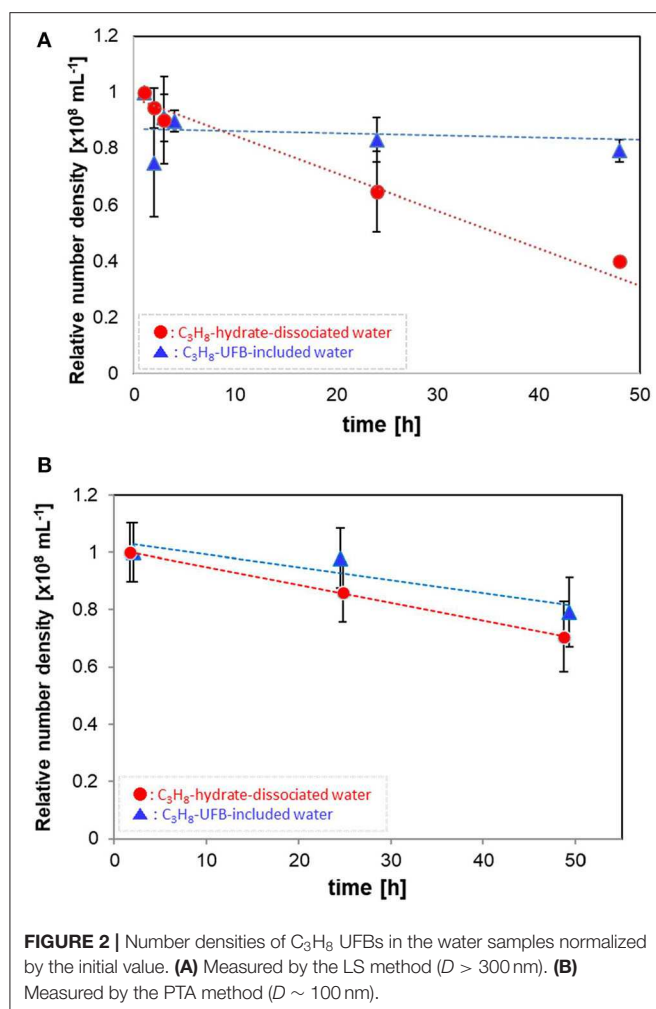 A
Relative number density [x10⁸ mL⁻¹]
1.2
1
0.8
0.6
0.4
0.2
0
0 10 20 30 40 50
time [h]
● : C₃H₈-hydrate-dissociated water
▲ : C₃H₈-UFB-included water
B
Relative number density [x10⁸ mL⁻¹]
1.2
1
0.8
0.6
0.4
0.2
0
0 10 20 30 40 50
time [h]
● : C₃H₈-hydrate-dissociated water
▲ : C₃H₈-UFB-included water
FIGURE 2 | Number densities of C₃H₈ UFBs in the water samples normalized
by the initial value. (A) Measured by the LS method (D > 300 nm). (B)
Measured by the PTA method (D ~ 100 nm).